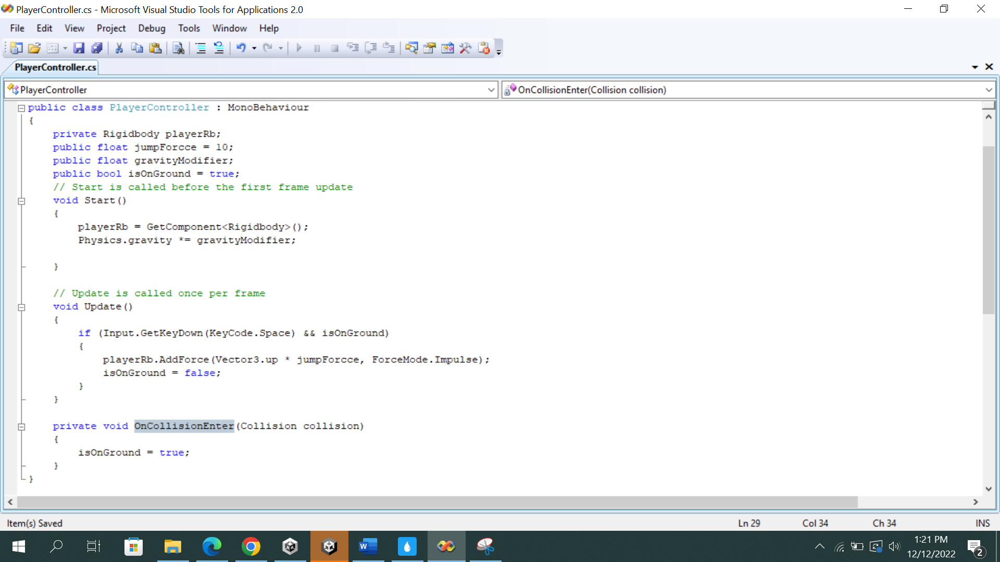 PlayerController.cs - Microsoft Visual Studio Tools for Applications 2.0
File Edit View Project Debug Tools Window Help
PlayerController.cs
PlayerController
OnCollisionEnter(Collision collision)
public class PlayerController : MonoBehaviour
{
    private Rigidbody playerRb;
    public float jumpForcce = 10;
    public float gravityModifier;
    public bool isOnGround = true;
    // Start is called before the first frame update
    void Start()
    {
        playerRb = GetComponent<Rigidbody>();
        Physics.gravity *= gravityModifier;
    }
    // Update is called once per frame
    void Update()
    {
        if (Input.GetKeyDown(KeyCode.Space) && isOnGround)
        {
            playerRb.AddForce(Vector3.up * jumpForcce, ForceMode.Impulse);
            isOnGround = false;
        }
    }
    private void OnCollisionEnter(Collision collision)
    {
        isOnGround = true;
    }
}
Item(s) Saved Ln 29 Col 34 Ch 34 INS
W
1:21 PM
12/12/2022
2